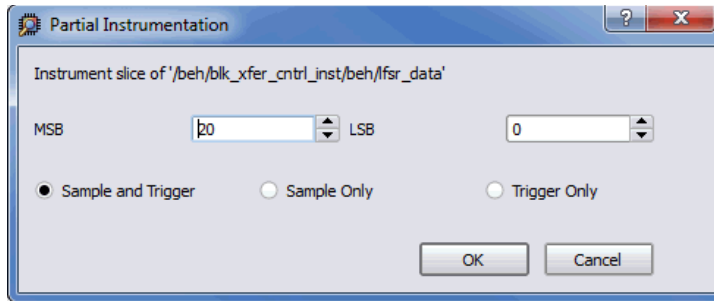 Partial Instrumentation
Instrument slice of '/beh/blk_xfer_cntrl_inst/beh/lfsr_data'
MSB 20 LSB 0
Sample and Trigger Sample Only Trigger Only
OK Cancel